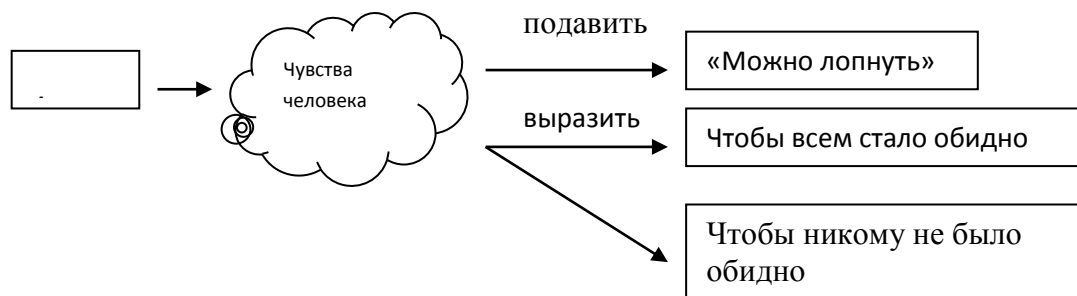 подавить
«Можно лопнуть»
Чувства
человека
выразить
Чтобы всем стало обидно
Чтобы никому не было
обидно